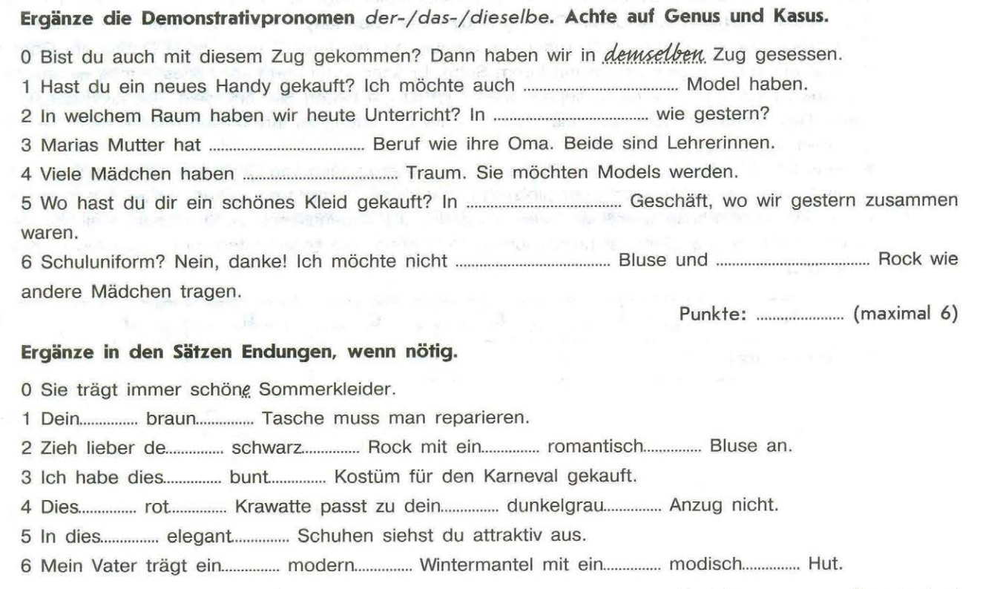 Ergänze die Demonstrativpronomen der-/das-/dieselbe. Achte auf Genus und Kasus.
0 Bist du auch mit diesem Zug gekommen? Dann haben wir in demselben Zug gesessen.
1 Hast du ein neues Handy gekauft? Ich möchte auch .................... Model haben.
2 In welchem Raum haben wir heute Unterricht? In .................... wie gestern?
3 Marias Mutter hat .................... Beruf wie ihre Oma. Beide sind Lehrerinnen.
4 Viele Mädchen haben .................... Traum. Sie möchten Models werden.
5 Wo hast du dir ein schönes Kleid gekauft? In .................... Geschäft, wo wir gestern zusammen
waren.
6 Schuluniform? Nein, danke! Ich möchte nicht .................... Bluse und .................... Rock wie
andere Mädchen tragen.
Punkte: .................... (maximal 6)
Ergänze in den Sätzen Endungen, wenn nötig.
0 Sie trägt immer schöne Sommerkleider.
1 Dein............... braun............... Tasche muss man reparieren.
2 Zieh lieber de............... schwarz............... Rock mit ein............... romantisch............... Bluse an.
3 Ich habe dies............... bunt............... Kostüm für den Karneval gekauft.
4 Dies............... rot............... Krawatte passt zu dein............... dunkelgrau............... Anzug nicht.
5 In dies............... elegant............... Schuhen siehst du attraktiv aus.
6 Mein Vater trägt ein............... modern............... Wintermantel mit ein............... modisch............... Hut.